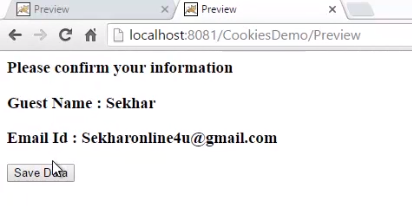 Preview
Preview
localhost:8081/CookiesDemo/Preview
Please confirm your information
Guest Name : Sekhar
Email Id : Sekharonline4u@gmail.com
Save Data